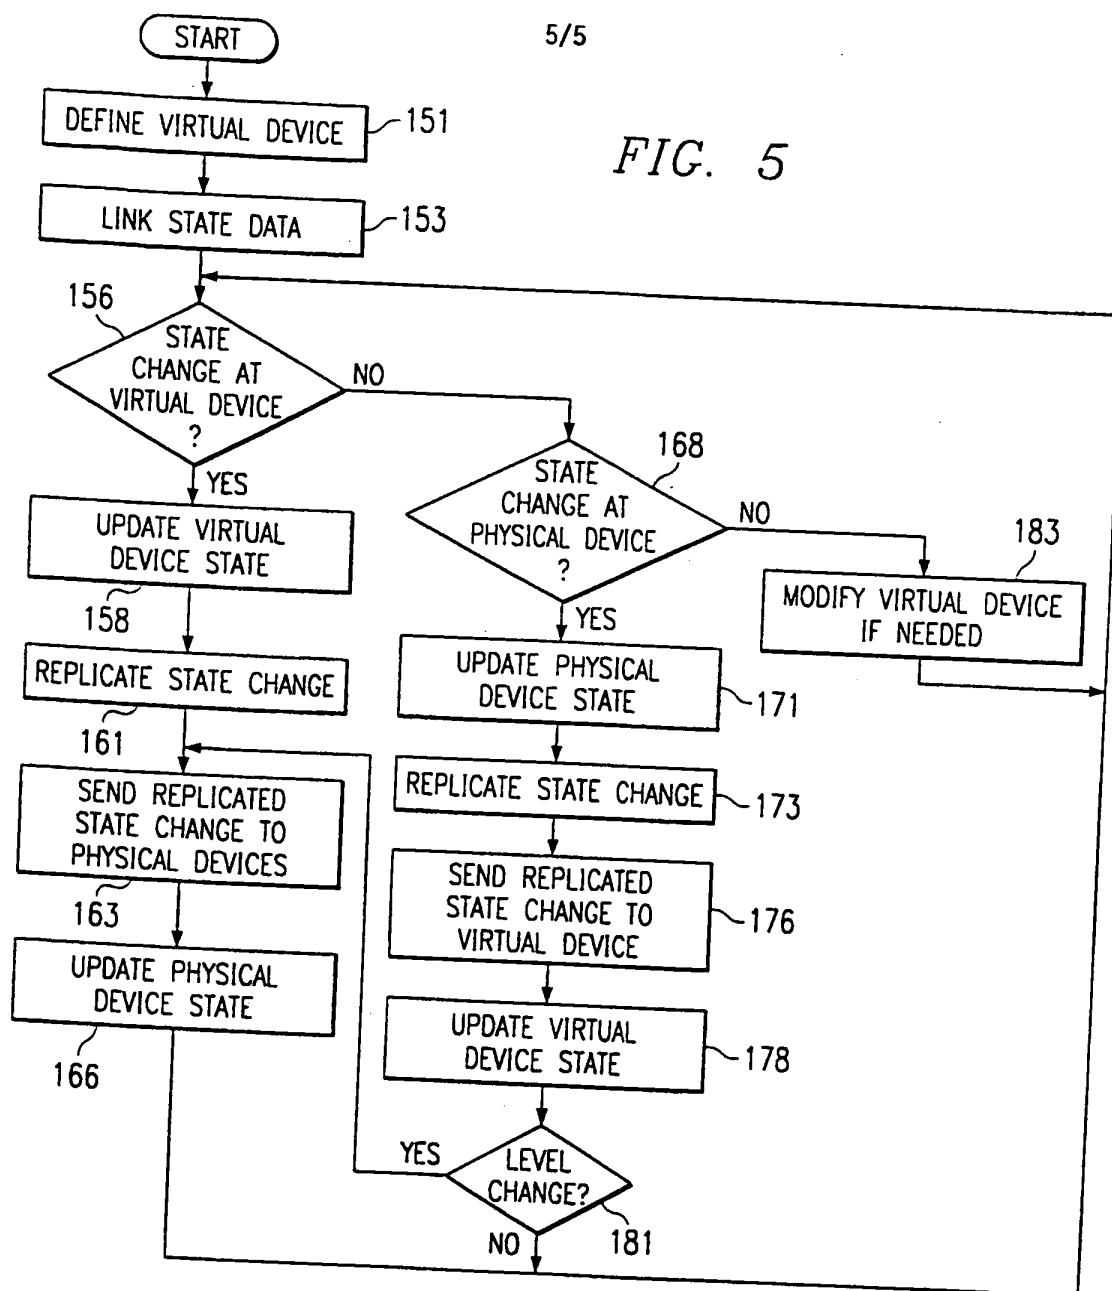 START
5/5
DEFINE VIRTUAL DEVICE
151
FIG. 5
LINK STATE DATA
153
156
STATE
CHANGE AT
VIRTUAL DEVICE
?
NO
YES
168
STATE
CHANGE AT
PHYSICAL DEVICE
?
NO
YES
183
MODIFY VIRTUAL DEVICE
IF NEEDED
UPDATE VIRTUAL
DEVICE STATE
158
REPLICATE STATE CHANGE
161
SEND REPLICATED
STATE CHANGE TO
PHYSICAL DEVICES
163
UPDATE PHYSICAL
DEVICE STATE
166
UPDATE PHYSICAL
DEVICE STATE
171
REPLICATE STATE CHANGE
173
SEND REPLICATED
STATE CHANGE TO
VIRTUAL DEVICE
176
UPDATE VIRTUAL
DEVICE STATE
178
YES
LEVEL
CHANGE?
181
NO